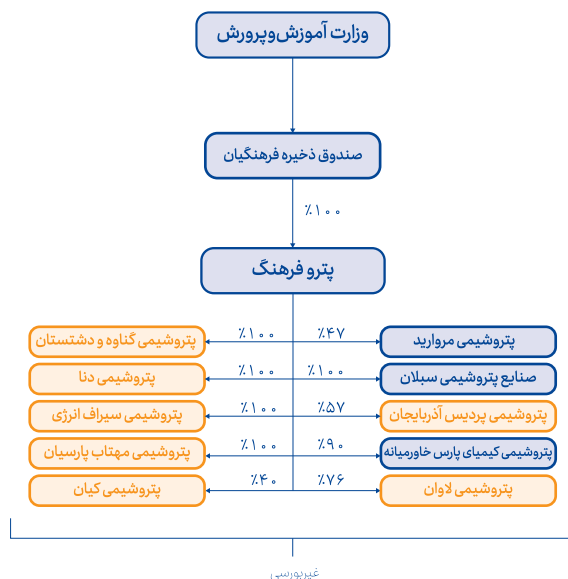 وزارت آموزش‌وپرورش
صندوق ذخیره فرهنگیان
٪۱۰۰
پترو فرهنگ
پتروشیمی مروارید
٪۴۷
٪۱۰۰
پتروشیمی گناوه و دشتستان
صنایع پتروشیمی سبلان
٪۱۰۰
٪۱۰۰
پتروشیمی دنا
پتروشیمی پردیس آذربایجان
٪۵۷
٪۱۰۰
پتروشیمی سیراف انرژی
پتروشیمی کیمیای پارس خاورمیانه
٪۹۰
٪۱۰۰
پتروشیمی مهتاب پارسیان
پتروشیمی لاوان
٪۷۶
٪۴۰
پتروشیمی کیان
غیربورسی